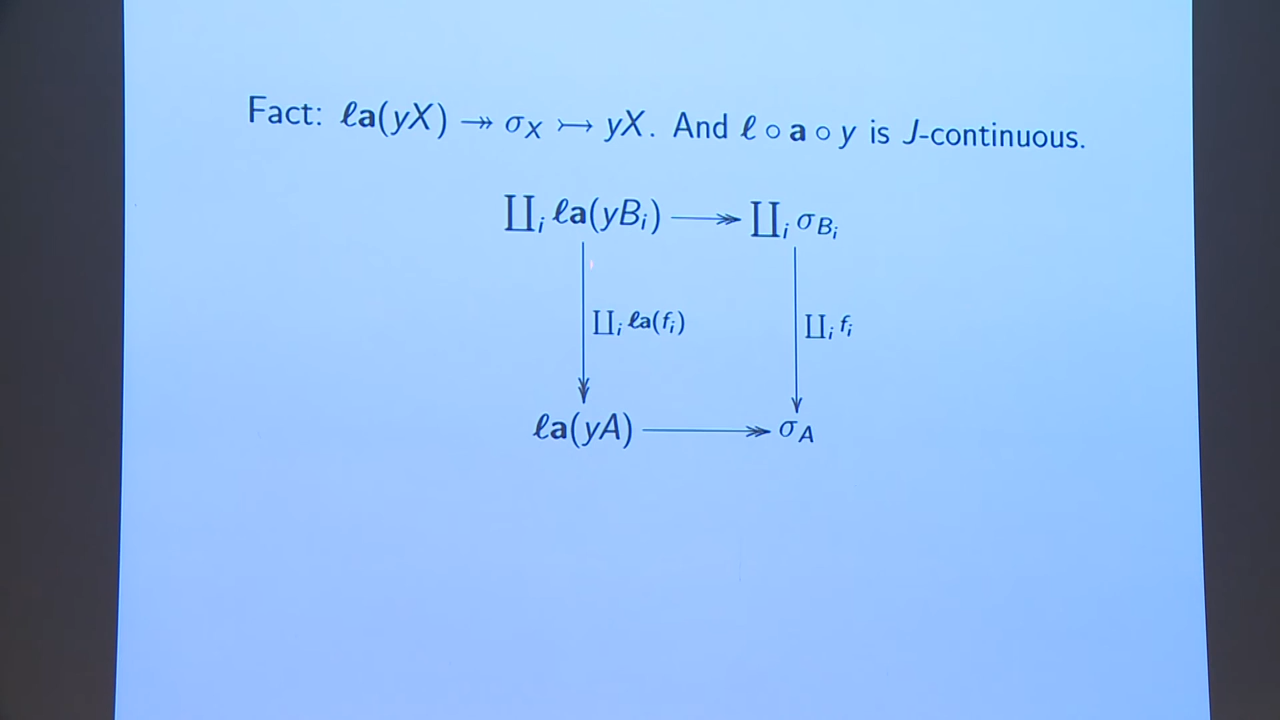 Fact: ℓa(yX) ↠ σ_X ↣ yX. And ℓ ∘ a ∘ y is J-continuous.
∐_i ℓa(yB_i) ↠ ∐_i σ_{B_i}
∐_i ℓa(f_i) ∐_i f_i
ℓa(yA) ↠ σ_A